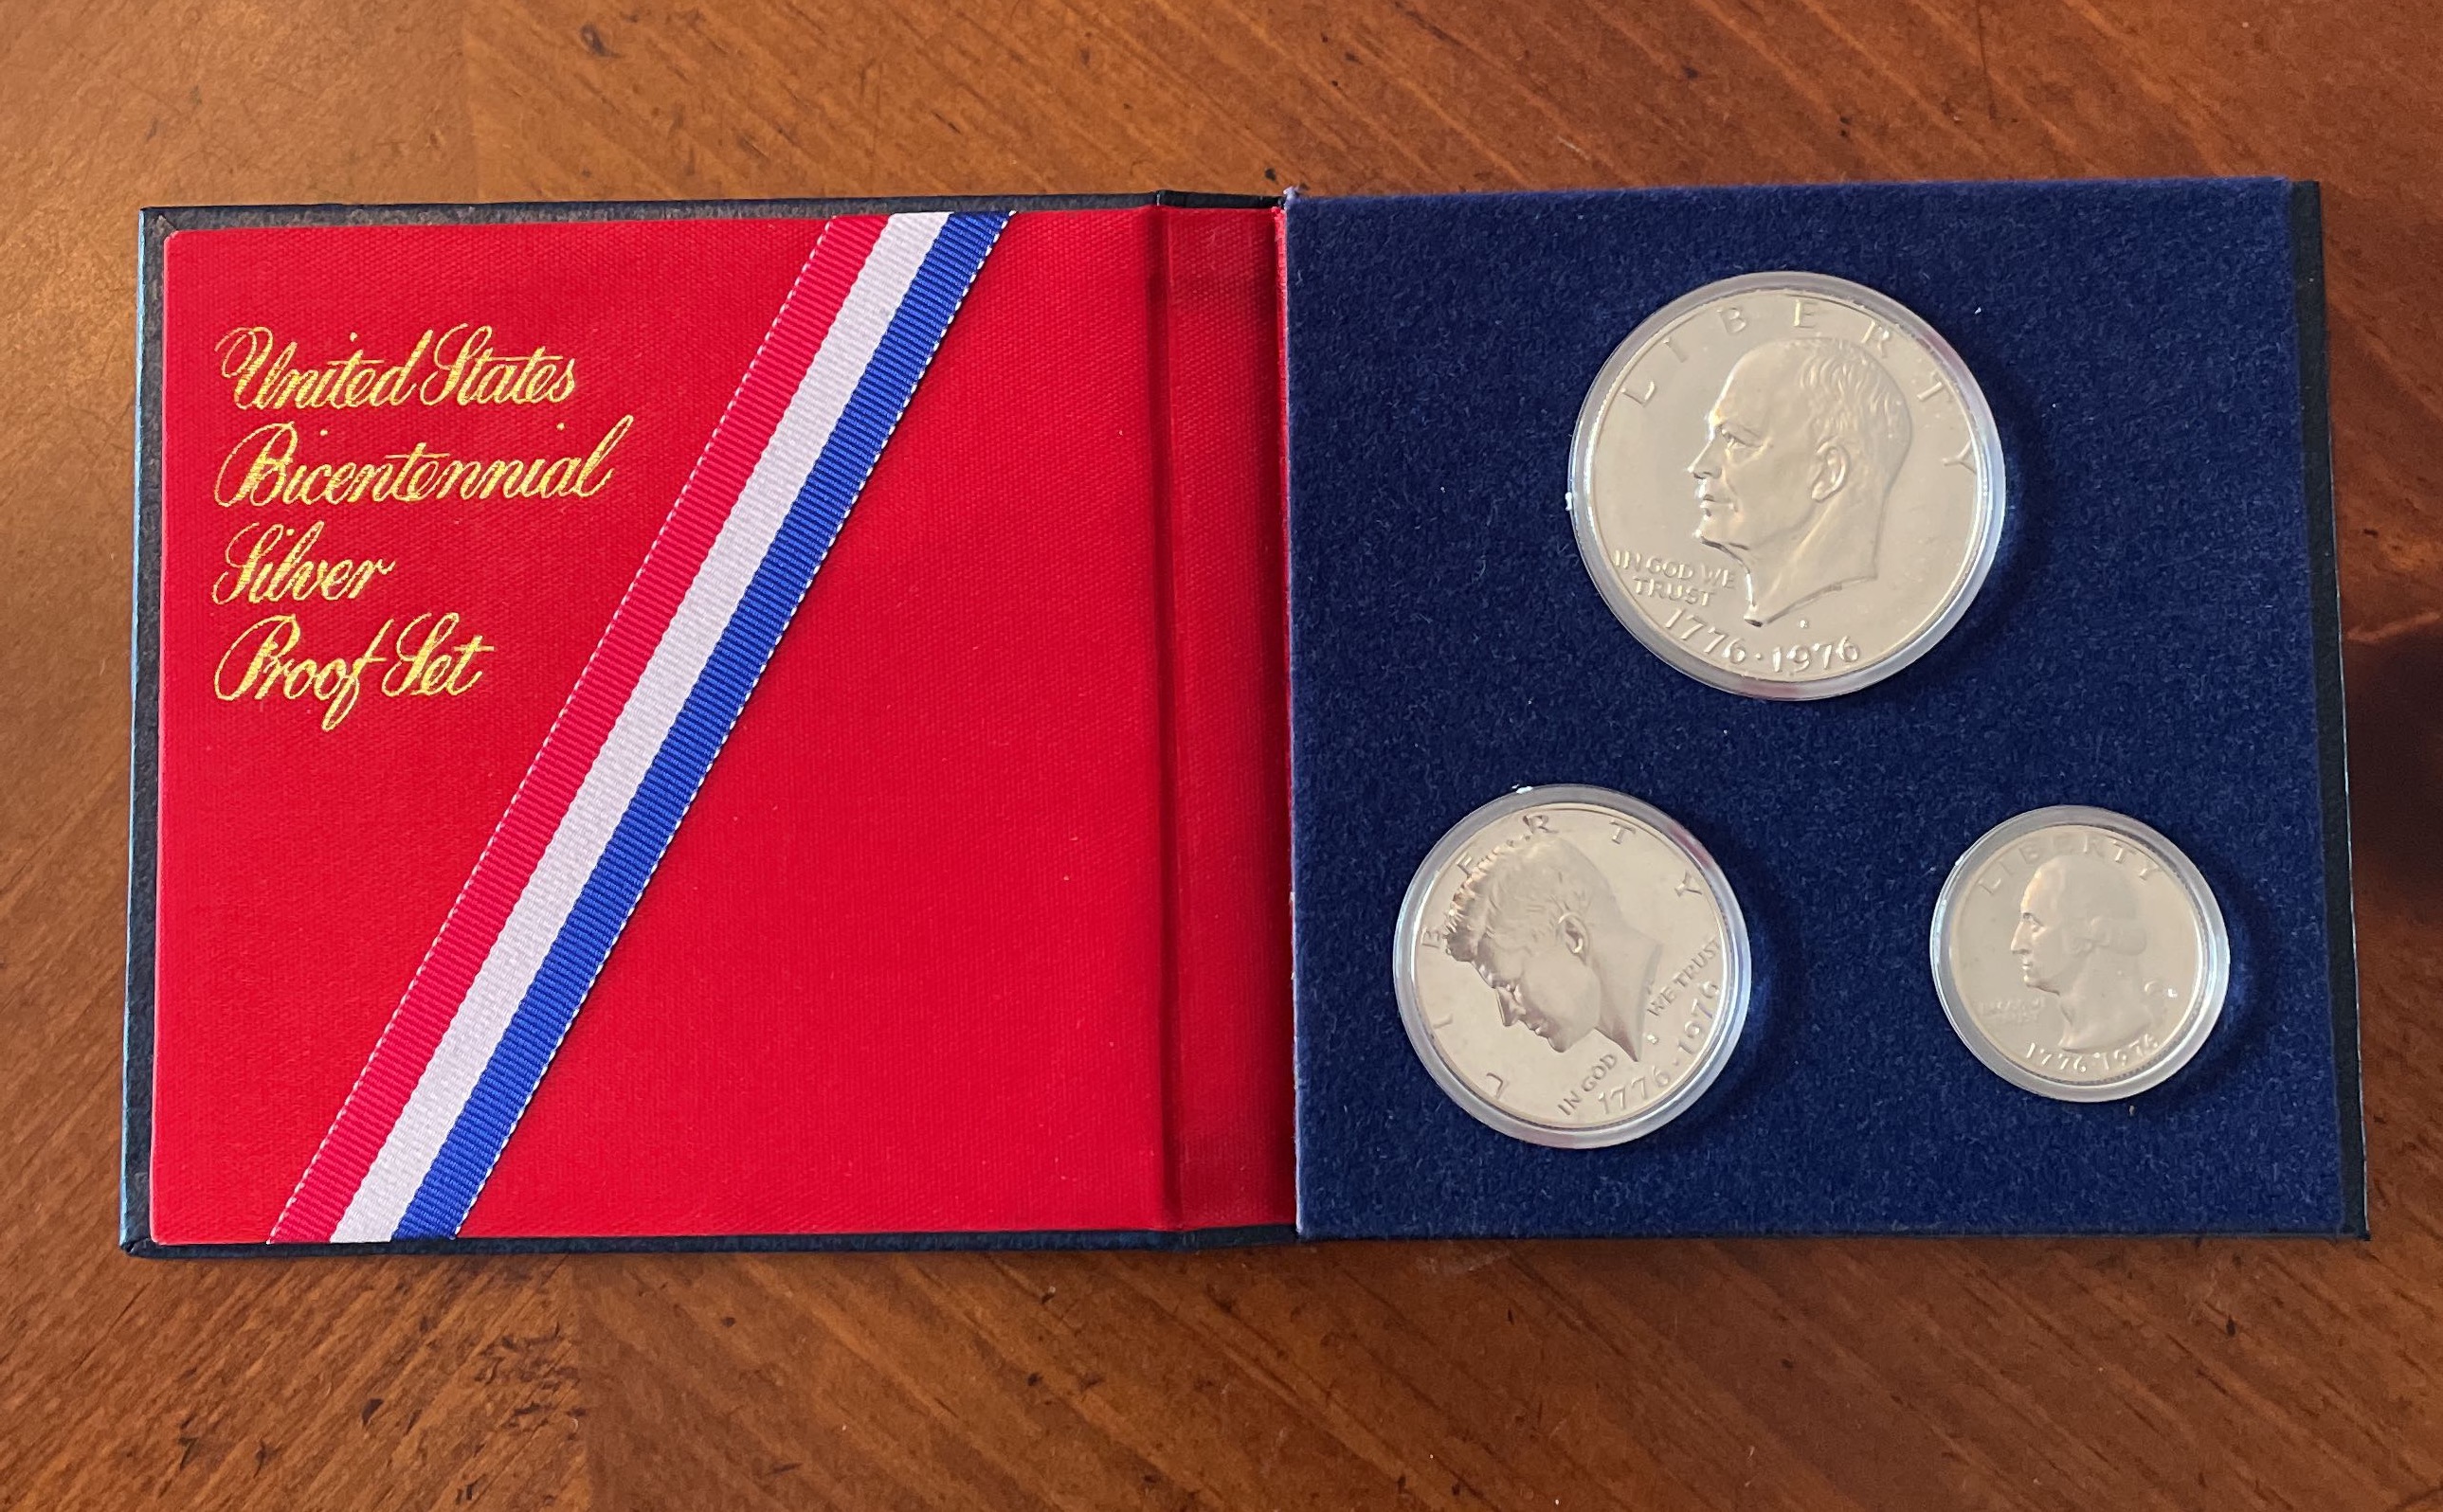 United States
Bicentennial
Silver
Proof Set
LIBERTY
IN GOD WE
TRUST
1776·1976
LIBERTY
IN GOD WE TRUST
1776·1976
LIBERTY
1776·1976